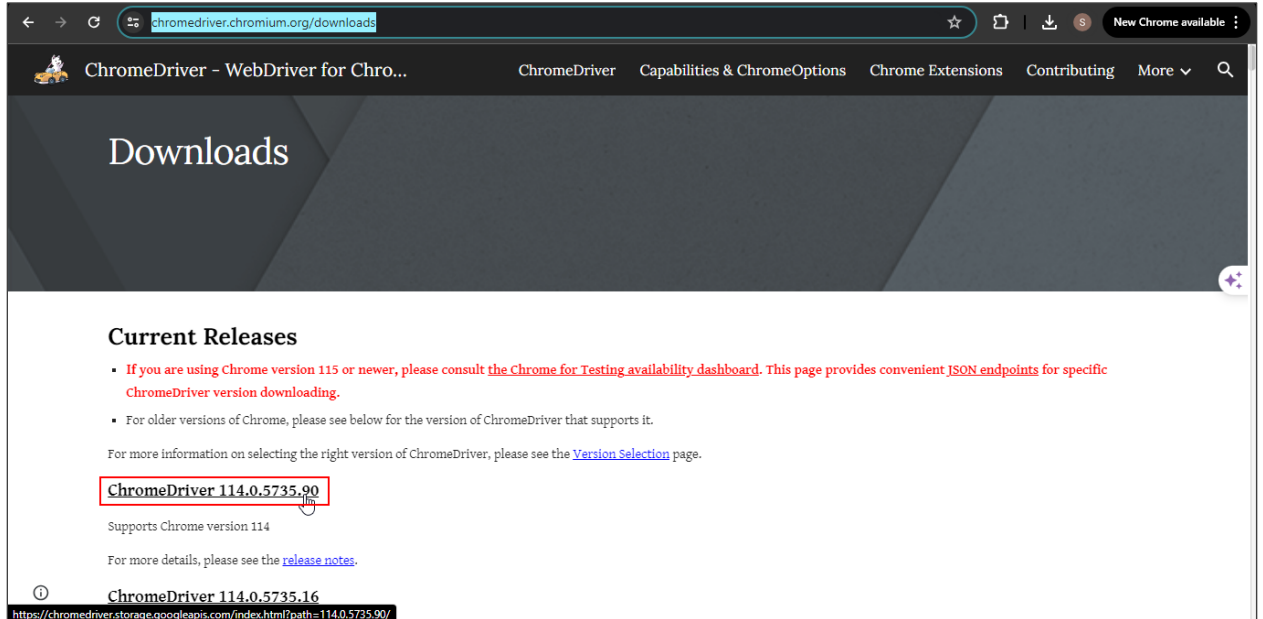 chromedriver.chromium.org/downloads
S
New Chrome available
ChromeDriver - WebDriver for Chro...
ChromeDriver
Capabilities & ChromeOptions
Chrome Extensions
Contributing
More
Downloads
Current Releases
If you are using Chrome version 115 or newer, please consult the Chrome for Testing availability dashboard. This page provides convenient JSON endpoints for specific
ChromeDriver version downloading.
For older versions of Chrome, please see below for the version of ChromeDriver that supports it.
For more information on selecting the right version of ChromeDriver, please see the Version Selection page.
ChromeDriver 114.0.5735.90
Supports Chrome version 114
For more details, please see the release notes.
ChromeDriver 114.0.5735.16
https://chromedriver.storage.googleapis.com/index.html?path=114.0.5735.90/